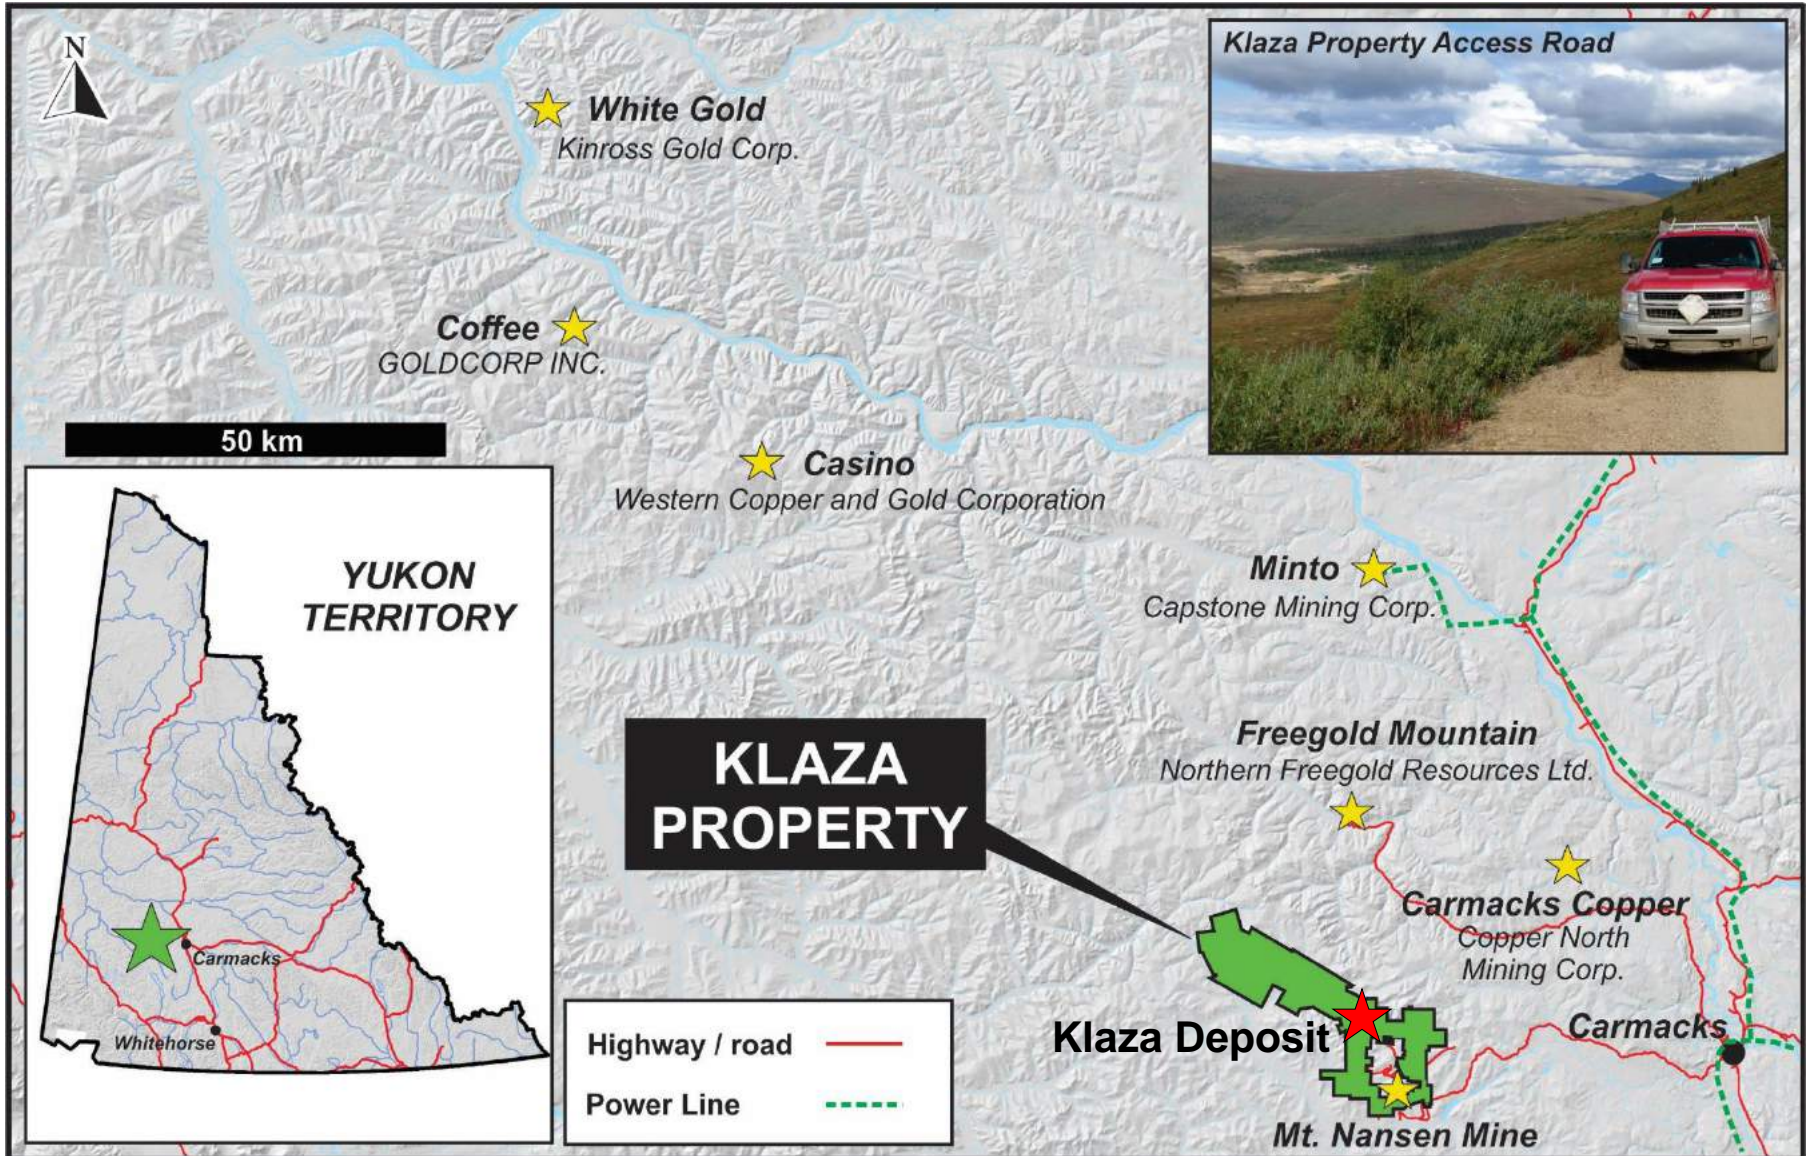 N
Klaza Property Access Road
White Gold
Kinross Gold Corp.
Coffee
GOLDCORP INC.
50 km
Casino
Western Copper and Gold Corporation
YUKON
TERRITORY
Carmacks
Whitehorse
Minto
Capstone Mining Corp.
KLAZA
PROPERTY
Freegold Mountain
Northern Freegold Resources Ltd.
Carmacks Copper
Copper North
Mining Corp.
Klaza Deposit
Carmacks
Highway / road
Power Line
Mt. Nansen Mine